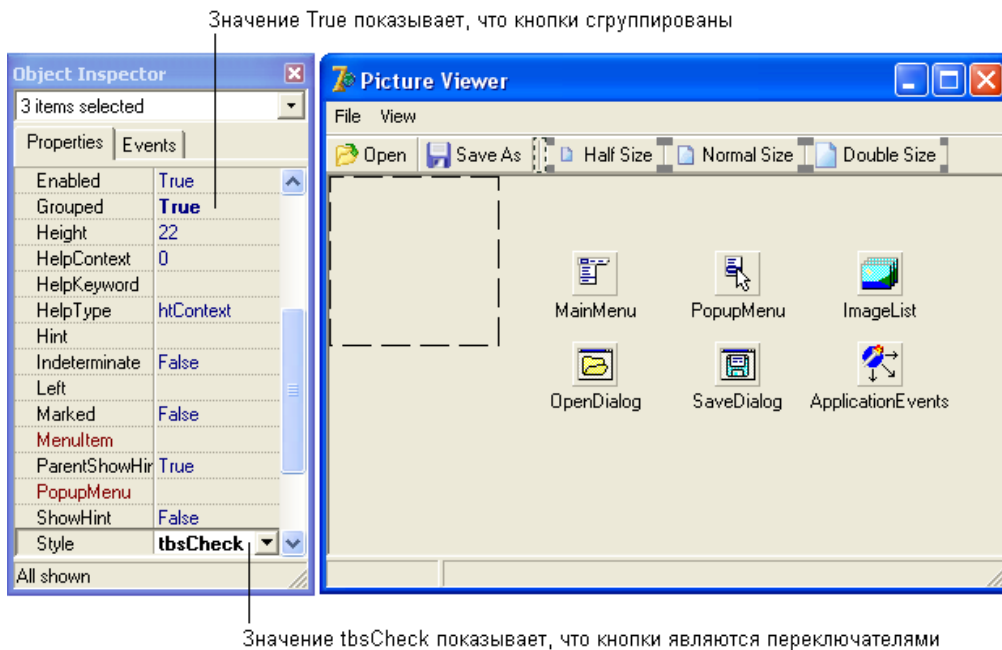 Значение True показывает, что кнопки сгруппированы
Object Inspector
3 items selected
Properties Events
Enabled True
Grouped True
Height 22
HelpContext 0
HelpKeyword
HelpType htContext
Hint
Indeterminate False
Left
Marked False
MenuItem
ParentShowHir True
PopupMenu
ShowHint False
Style tbsCheck
All shown
Picture Viewer
File View
Open Save As Half Size Normal Size Double Size
MainMenu PopupMenu ImageList
OpenDialog SaveDialog ApplicationEvents
Значение tbsCheck показывает, что кнопки являются переключателями